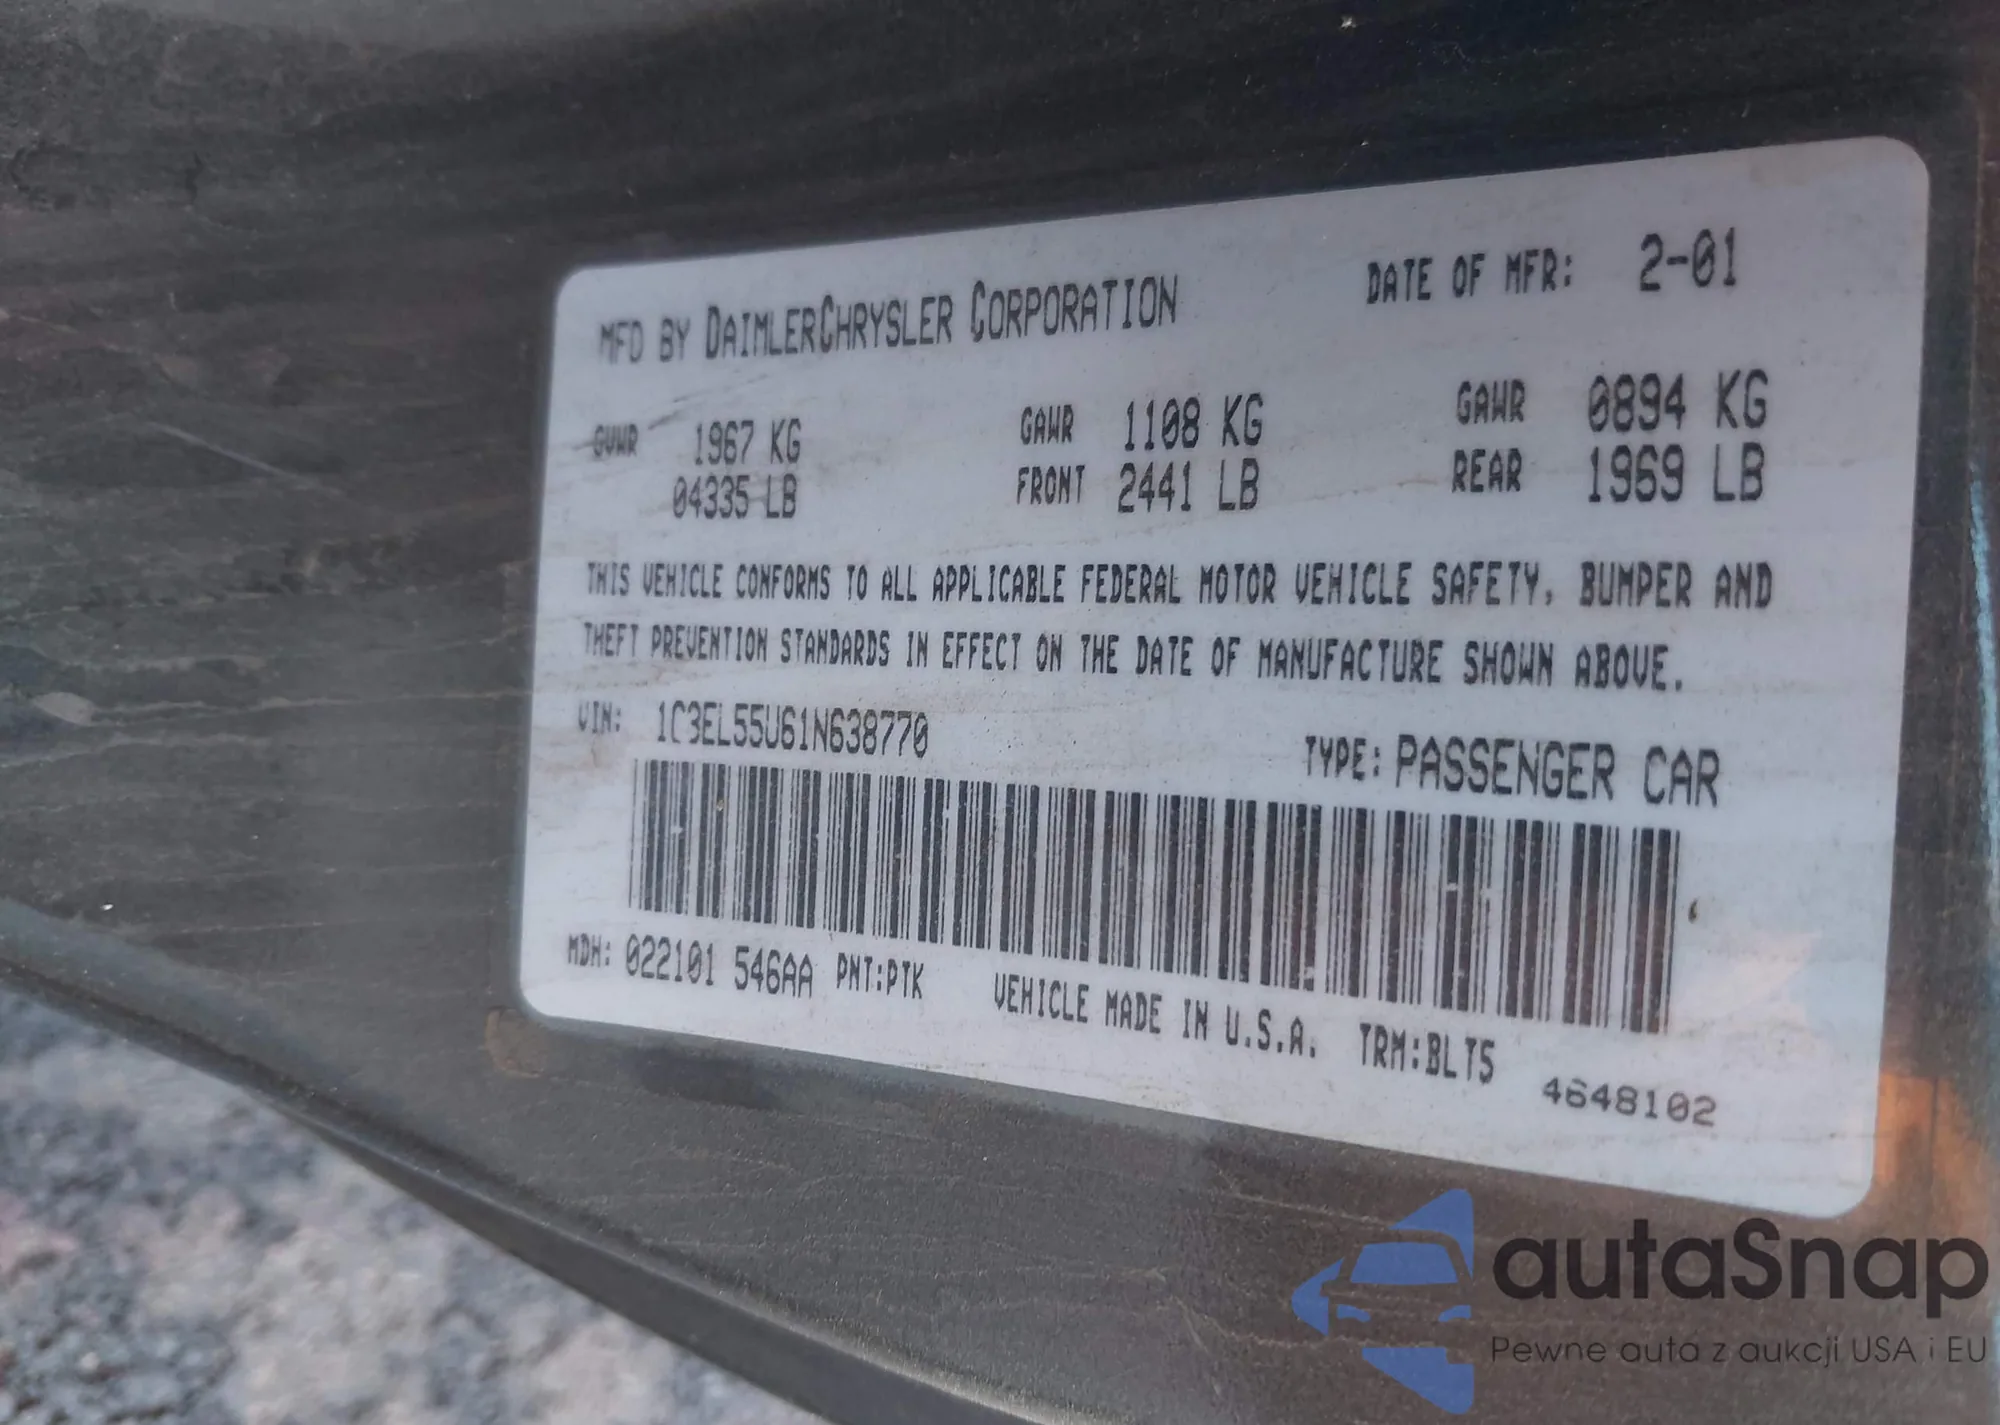 MFD BY DAIMLERCHRYSLER CORPORATION DATE OF MFR: 2-01
GVWR 1967 KG GAWR 1108 KG GAWR 0894 KG
04335 LB FRONT 2441 LB REAR 1969 LB
THIS VEHICLE CONFORMS TO ALL APPLICABLE FEDERAL MOTOR VEHICLE SAFETY, BUMPER AND
THEFT PREVENTION STANDARDS IN EFFECT ON THE DATE OF MANUFACTURE SHOWN ABOVE.
VIN: 1C3EL55U61N638770 TYPE: PASSENGER CAR
MDH: 022101 546AA PNT:PTK VEHICLE MADE IN U.S.A. TRM:BLT5
4648102
autaSnap
Pewne auta z aukcji USA i EU